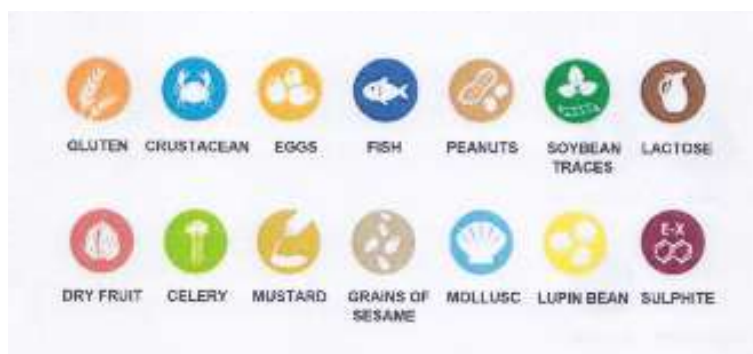 GLUTEN CRUSTACEAN EGGS FISH PEANUTS SOYBEAN LACTOSE
TRACES
E-X
DRY FRUIT CELERY MUSTARD GRAINS OF MOLLUSC LUPIN BEAN SULPHITE
SESAME